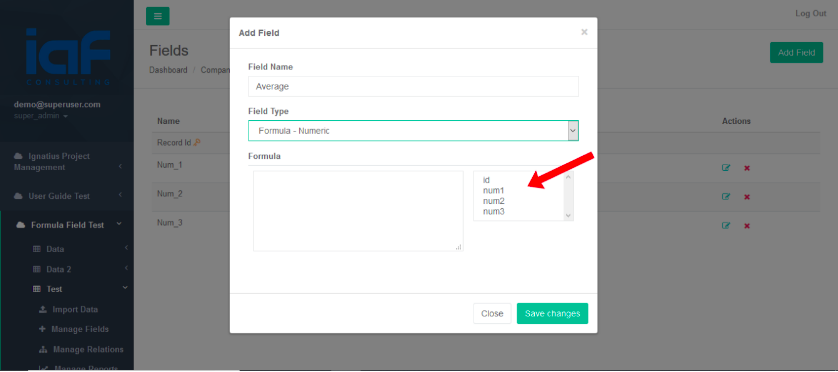 iaf
CONSULTING
demo@superuser.com
super_admin
Ignatius Project
Management
User Guide Test
Formula Field Test
Data
Data 2
Test
Import Data
Manage Fields
Manage Relations
Manage Reports
Log Out
Fields
Dashboard / Compan
Add Field
Name
Actions
Record Id
Num_1
Num_2
Num_3
Add Field
×
Field Name
Average
Field Type
Formula - Numeric
Formula
id
num1
num2
num3
Close
Save changes